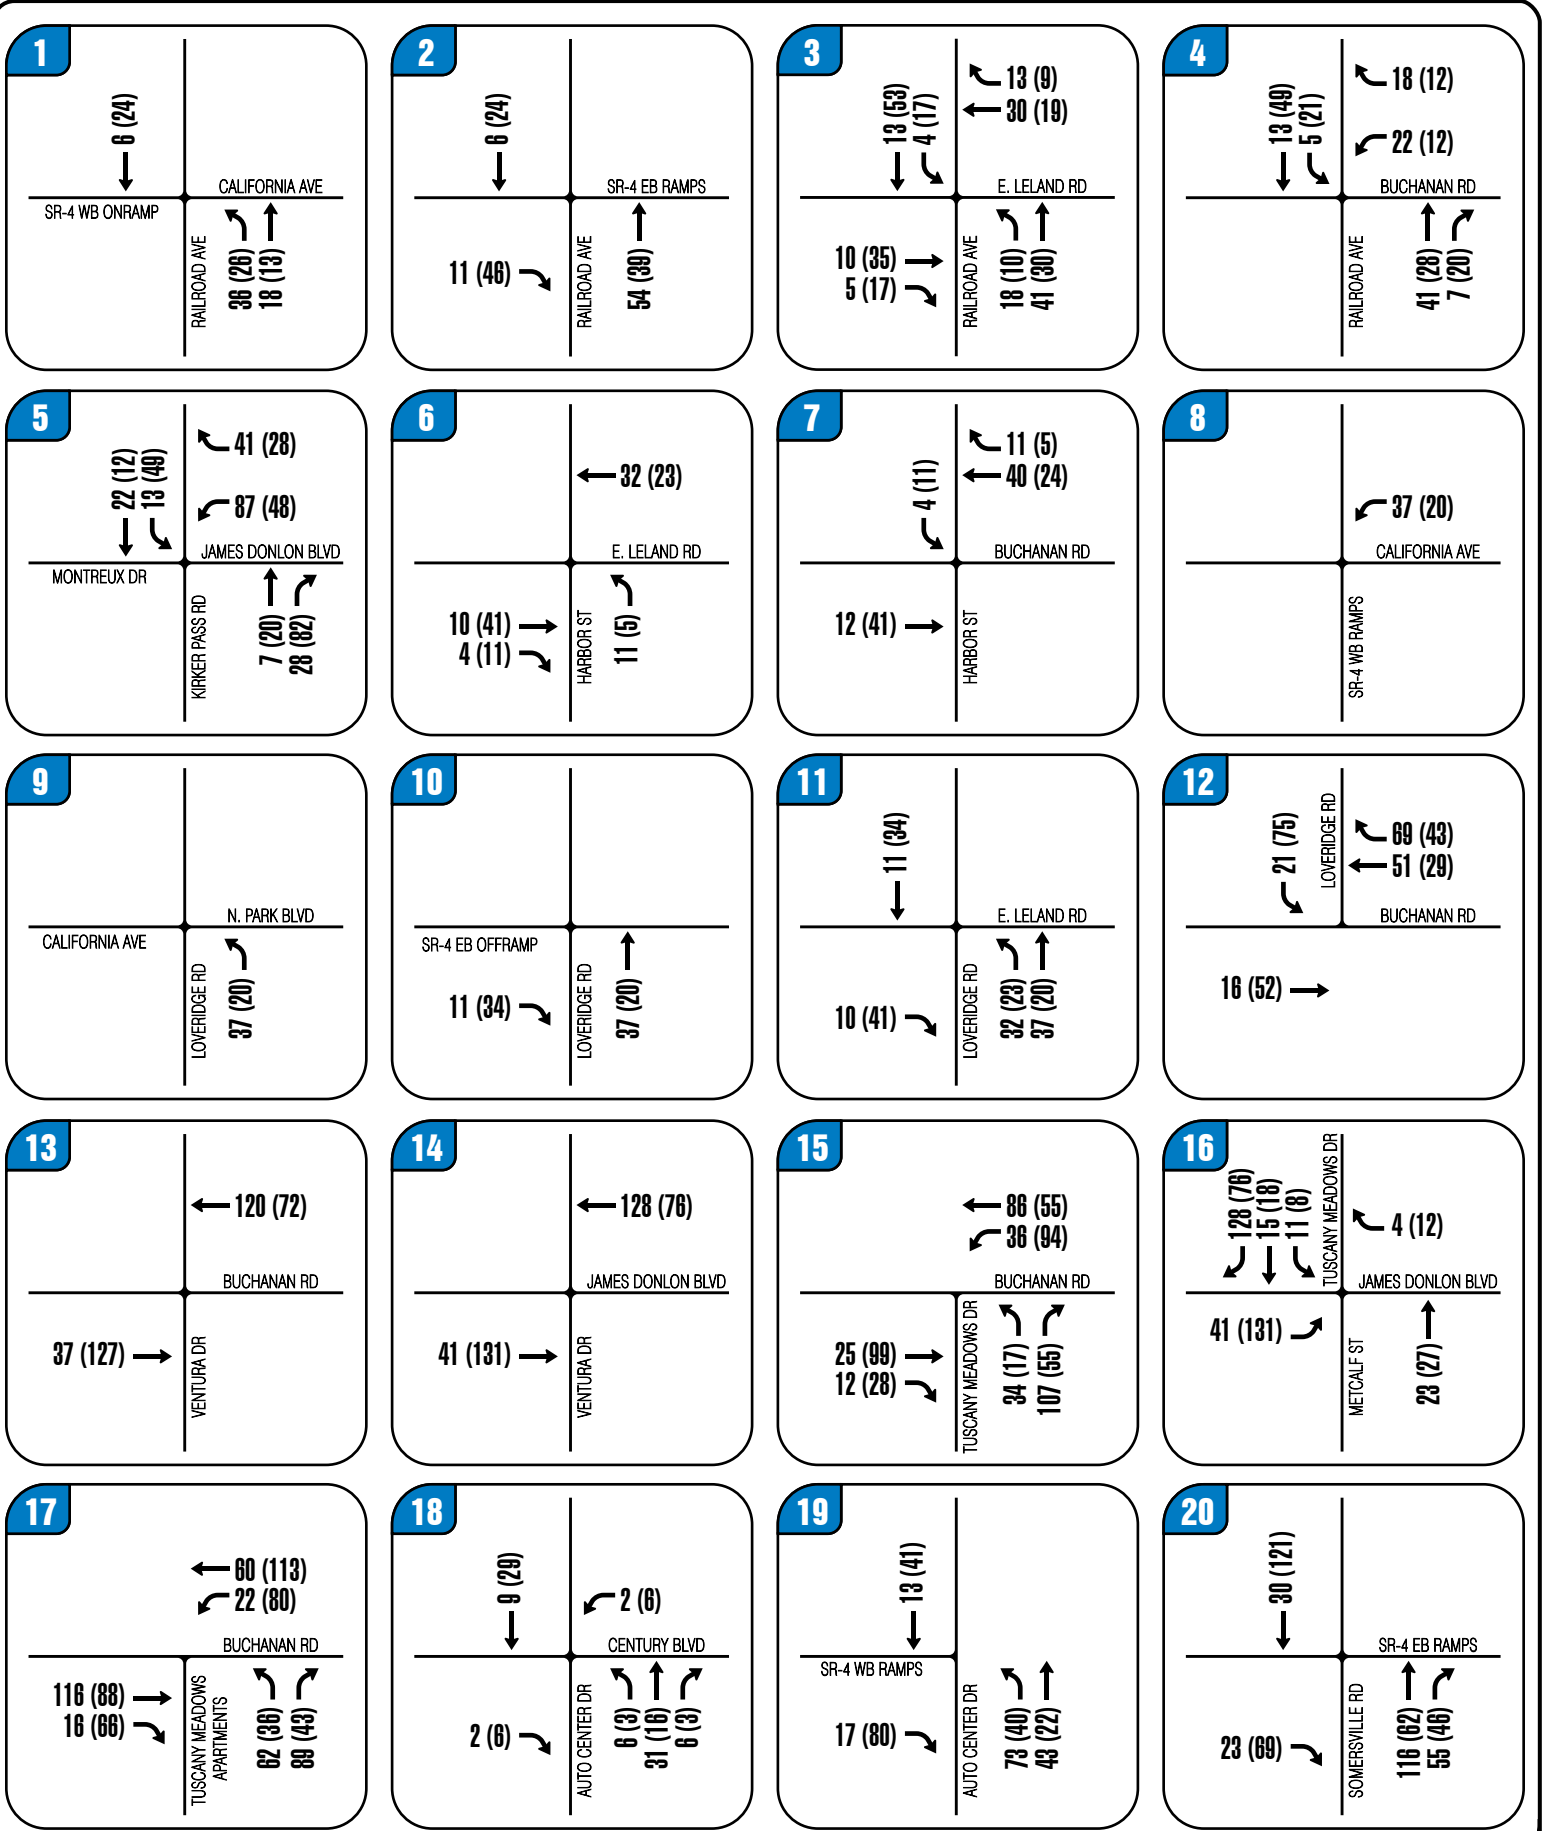 1
6 (24)
CALIFORNIA AVE
SR-4 WB ONRAMP
RAILROAD AVE
36 (26)
18 (13)
2
6 (24)
SR-4 EB RAMPS
11 (46)
RAILROAD AVE
54 (39)
3
13 (53)
4 (17)
13 (9)
30 (19)
E. LELAND RD
10 (35)
5 (17)
RAILROAD AVE
18 (10)
41 (30)
4
13 (49)
5 (21)
18 (12)
22 (12)
BUCHANAN RD
RAILROAD AVE
41 (28)
7 (20)
5
22 (12)
13 (49)
41 (28)
87 (48)
JAMES DONLON BLVD
MONTREUX DR
KIRKER PASS RD
7 (20)
28 (82)
6
32 (23)
E. LELAND RD
10 (41)
4 (11)
HARBOR ST
11 (5)
7
4 (11)
11 (5)
40 (24)
BUCHANAN RD
12 (41)
HARBOR ST
8
37 (20)
CALIFORNIA AVE
SR-4 WB RAMPS
9
N. PARK BLVD
CALIFORNIA AVE
LOVERIDGE RD
37 (20)
10
SR-4 EB OFFRAMP
11 (34)
LOVERIDGE RD
37 (20)
11
11 (34)
E. LELAND RD
10 (41)
LOVERIDGE RD
32 (23)
37 (20)
12
21 (75)
LOVERIDGE RD
69 (43)
51 (29)
BUCHANAN RD
16 (52)
13
120 (72)
BUCHANAN RD
37 (127)
VENTURA DR
14
128 (76)
JAMES DONLON BLVD
41 (131)
VENTURA DR
15
86 (55)
36 (94)
BUCHANAN RD
25 (99)
12 (28)
TUSCANY MEADOWS DR
34 (17)
107 (55)
16
128 (76)
15 (18)
11 (8)
TUSCANY MEADOWS DR
4 (12)
JAMES DONLON BLVD
41 (131)
METCALF ST
23 (27)
17
60 (113)
22 (80)
BUCHANAN RD
116 (88)
16 (66)
TUSCANY MEADOWS
APARTMENTS
62 (36)
89 (43)
18
9 (29)
2 (6)
CENTURY BLVD
2 (6)
AUTO CENTER DR
6 (3)
31 (16)
6 (3)
19
13 (41)
SR-4 WB RAMPS
17 (80)
AUTO CENTER DR
73 (40)
43 (22)
20
30 (121)
SR-4 EB RAMPS
23 (69)
SOMERSVILLE RD
116 (62)
55 (46)